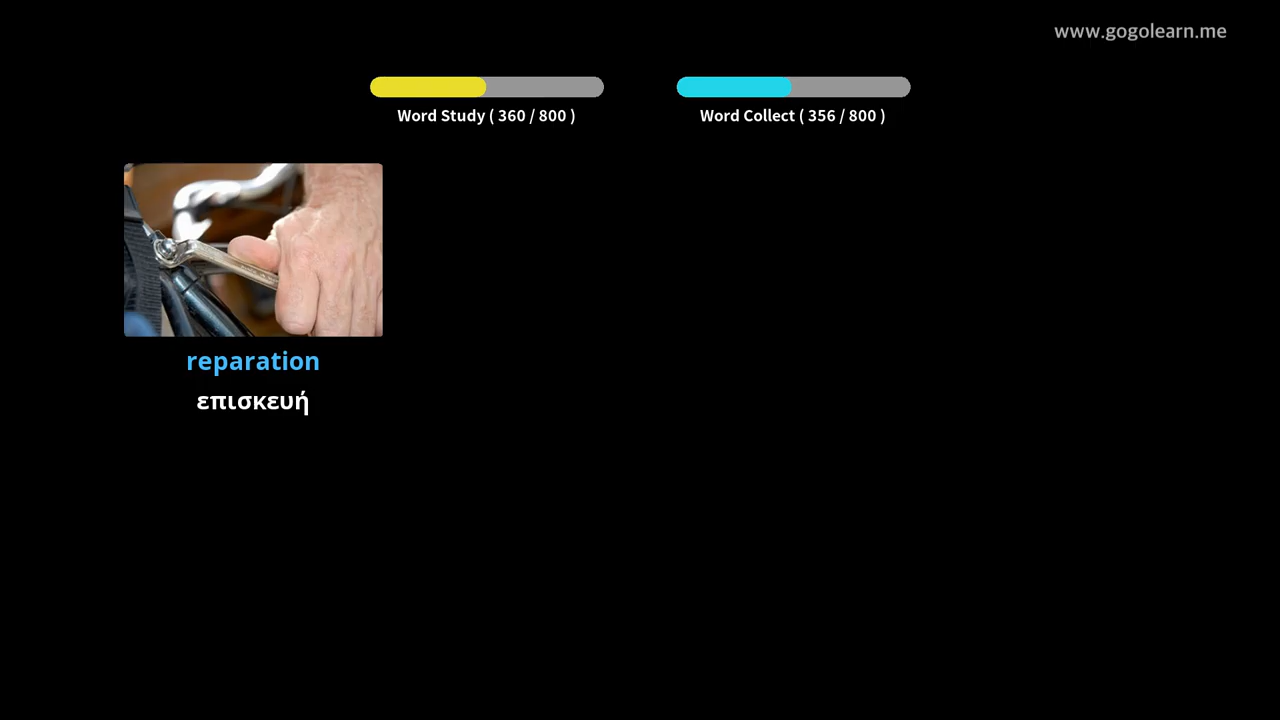 www.gogolearn.me
Word Study ( 360 / 800 )
Word Collect ( 356 / 800 )
reparation
επισκευή